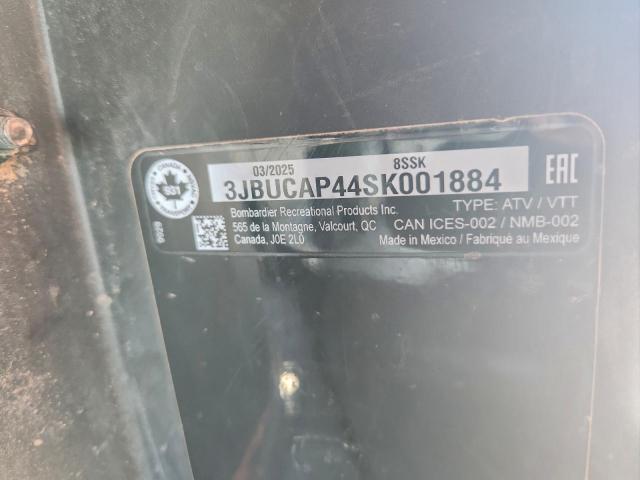 03/2025 8SSK
3JBUCAP44SK001884
EAC
TYPE: ATV / VTT
Bombardier Recreational Products Inc.
565 de la Montagne, Valcourt, QC
Canada, J0E 2L0
CAN ICES-002 / NMB-002
Made in Mexico / Fabriqué au Mexique